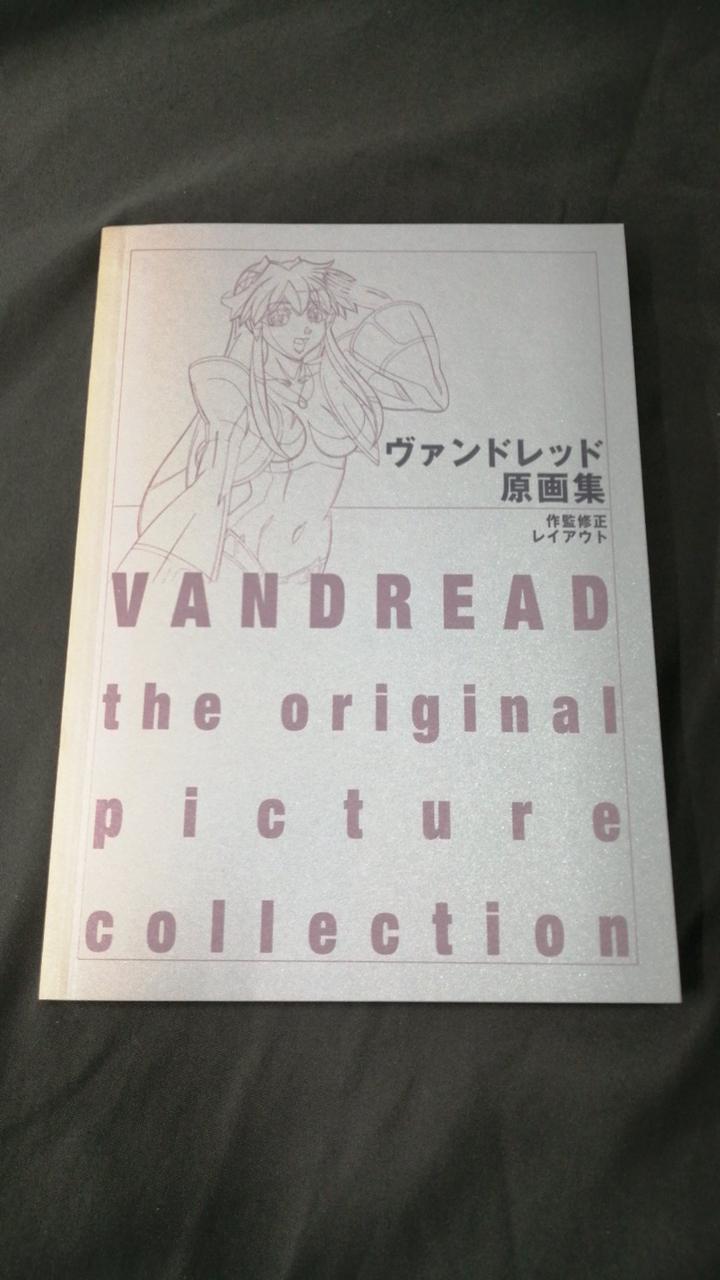 ヴァンドレッド
原画集
作監修正
レイアウト
VANDREAD
the original
picture
collection